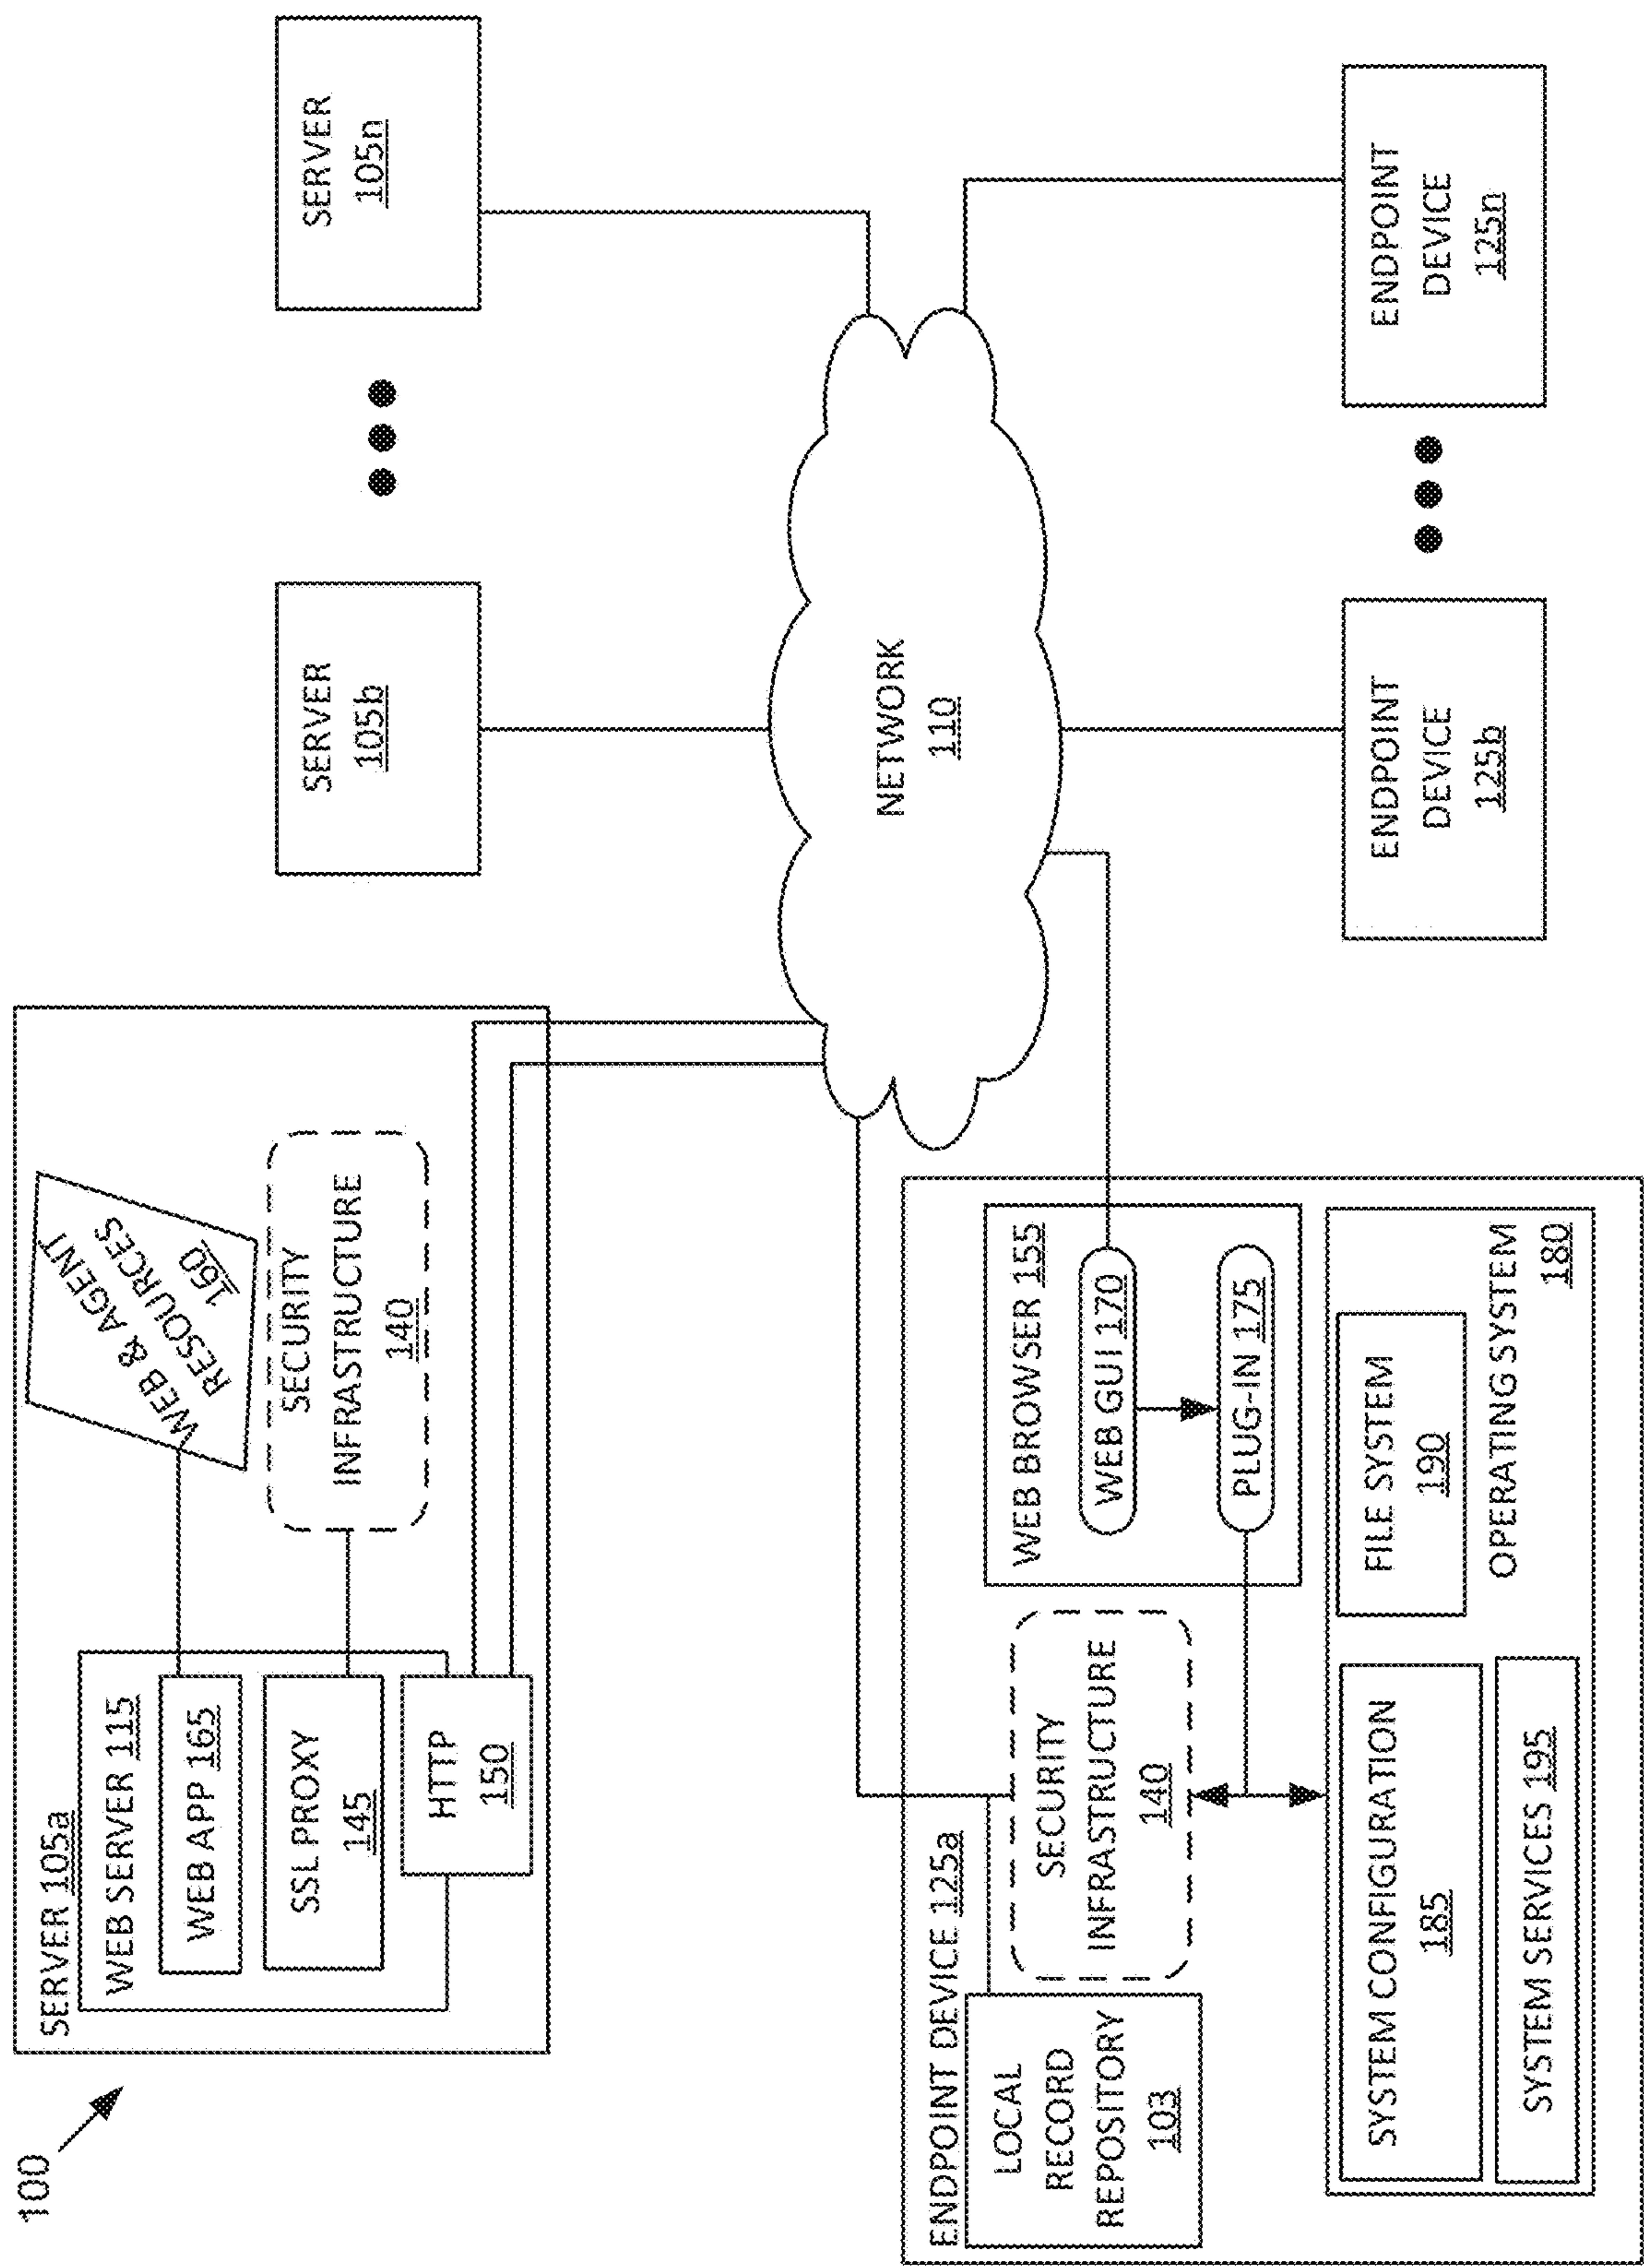 100
SERVER 105a
WEB SERVER 115
WEB APP 165
SSL PROXY
145
HTTP
150
WEB & AGENT
RESOURCES
160
SECURITY
INFRASTRUCTURE
140
SERVER
105b
SERVER
105n
NETWORK
110
ENDPOINT DEVICE 125a
LOCAL
RECORD
REPOSITORY
103
SECURITY
INFRASTRUCTURE
140
WEB BROWSER 155
WEB GUI 170
PLUG-IN 175
SYSTEM CONFIGURATION
185
FILE SYSTEM
190
SYSTEM SERVICES 195
OPERATING SYSTEM
180
ENDPOINT
DEVICE
125b
ENDPOINT
DEVICE
125n